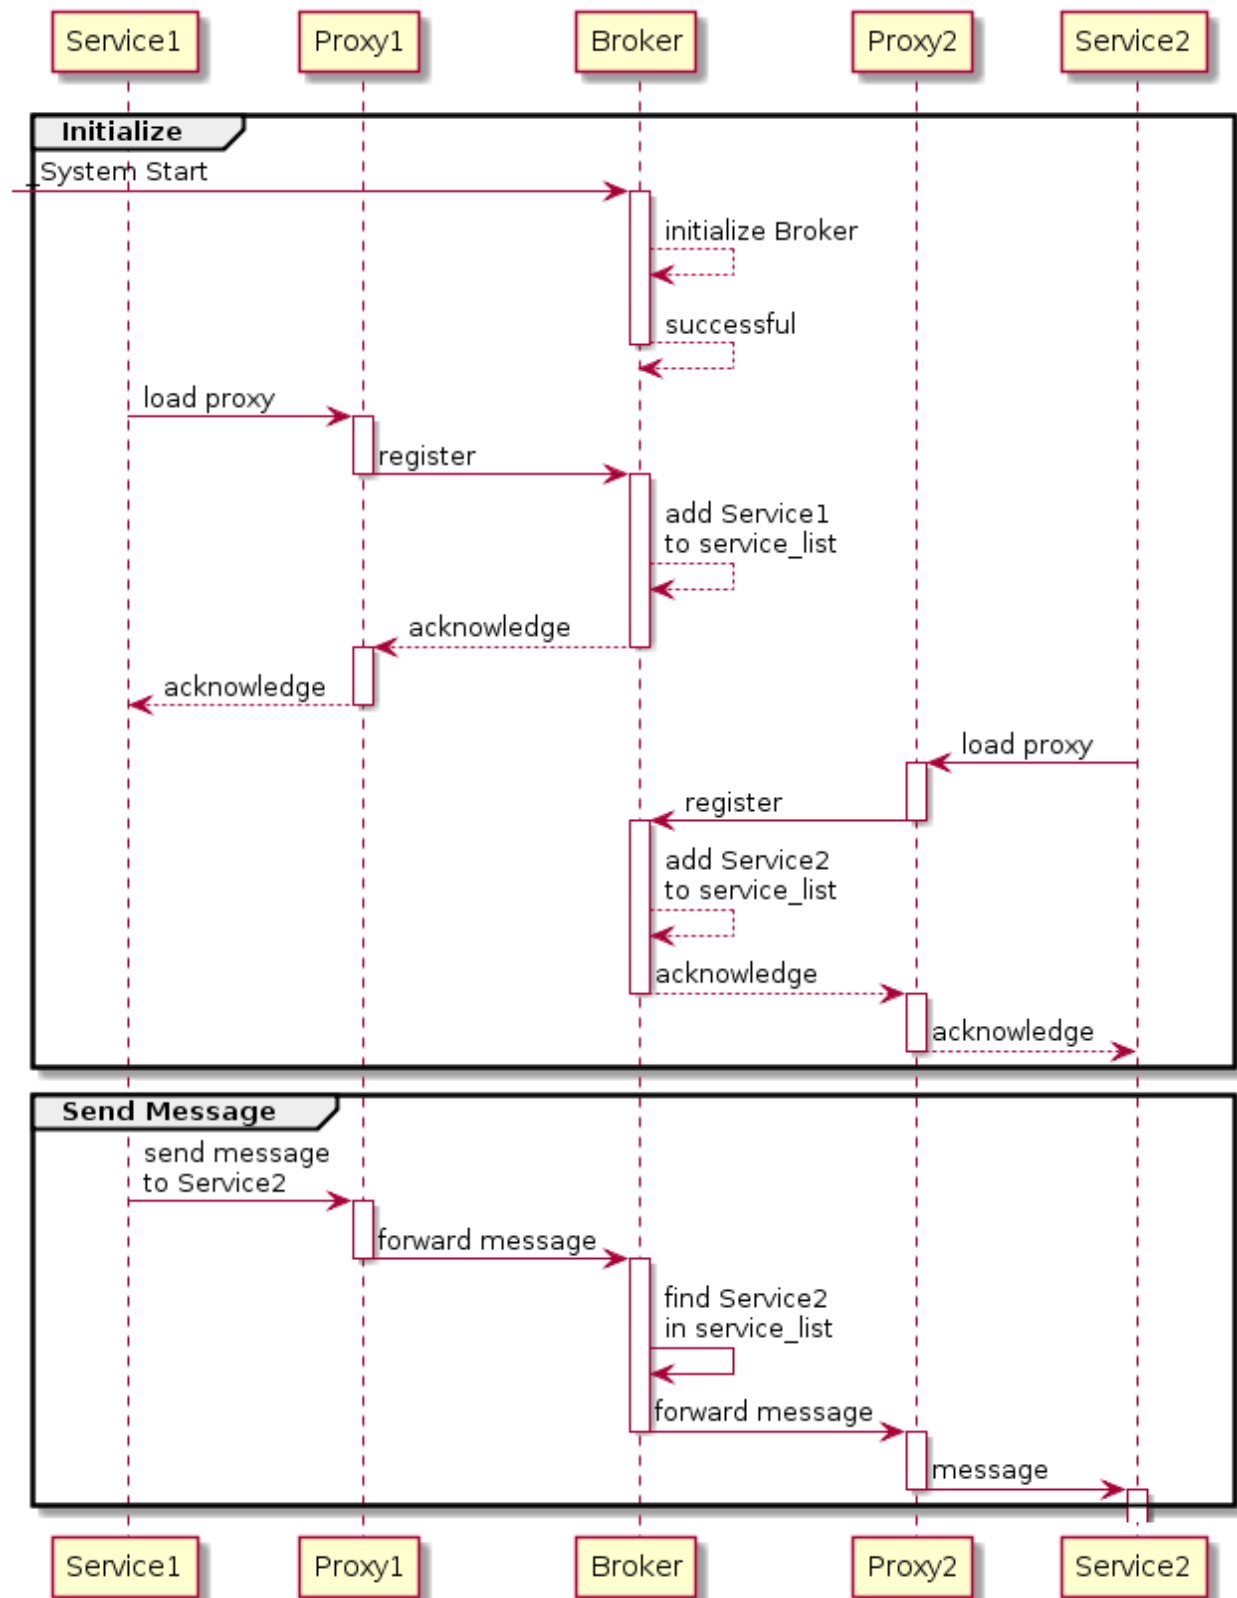 Service1 Proxy1 Broker Proxy2 Service2
Initialize
_System Start
initialize Broker
successful
load proxy
register
add Service1
to service_list
acknowledge
acknowledge
load proxy
register
add Service2
to service_list
acknowledge
acknowledge
Send Message
send message
to Service2
forward message
find Service2
in service_list
forward message
message
Service1 Proxy1 Broker Proxy2 Service2